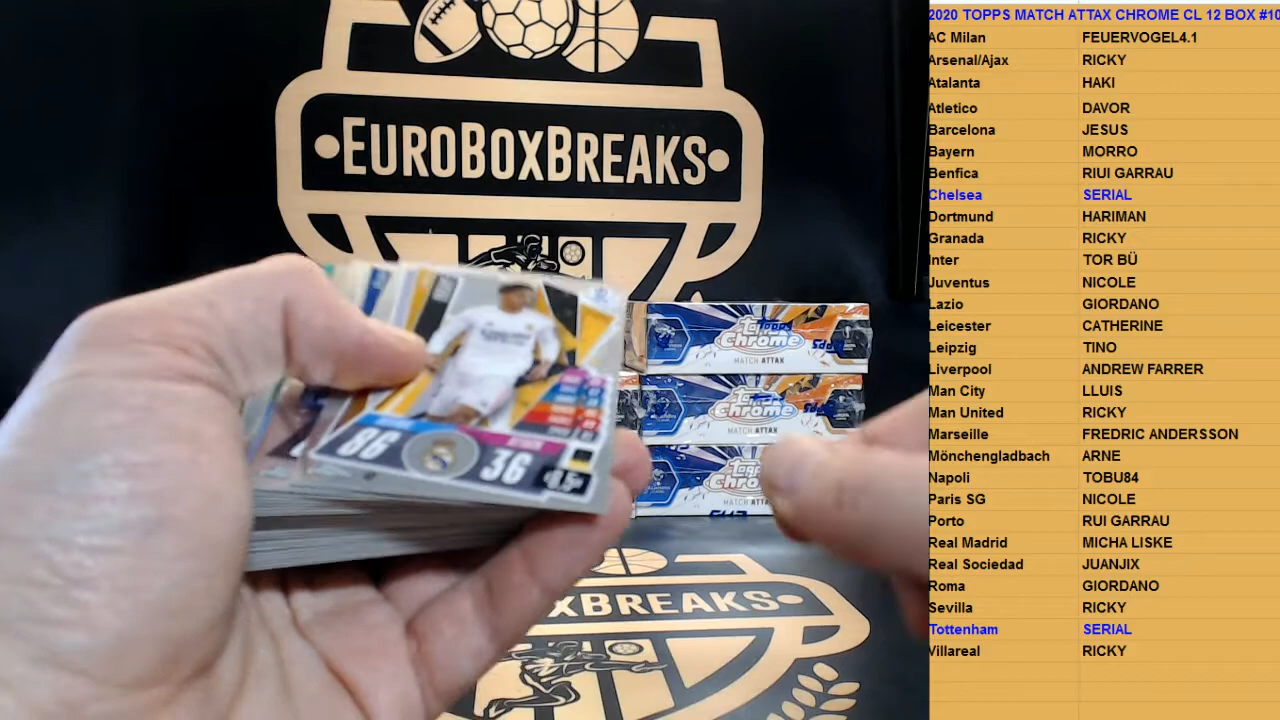 EUROBOXBREAKS
Topps
Chrome
MATCH ATTAX
Topps
Chrome
MATCH ATTAX
Chro
MATCH ATTA
86
36
XBREAKS
2020 TOPPS MATCH ATTAX CHROME CL 12 BOX #10
AC Milan FEUERVOGEL4.1
Arsenal/Ajax RICKY
Atalanta HAKI
Atletico DAVOR
Barcelona JESUS
Bayern MORRO
Benfica RIUI GARRAU
Chelsea SERIAL
Dortmund HARIMAN
Granada RICKY
Inter TOR BÜ
Juventus NICOLE
Lazio GIORDANO
Leicester CATHERINE
Leipzig TINO
Liverpool ANDREW FARRER
Man City LLUIS
Man United RICKY
Marseille FREDRIC ANDERSSON
Mönchengladbach ARNE
Napoli TOBU84
Paris SG NICOLE
Porto RUI GARRAU
Real Madrid MICHA LISKE
Real Sociedad JUANJIX
Roma GIORDANO
Sevilla RICKY
Tottenham SERIAL
Villareal RICKY